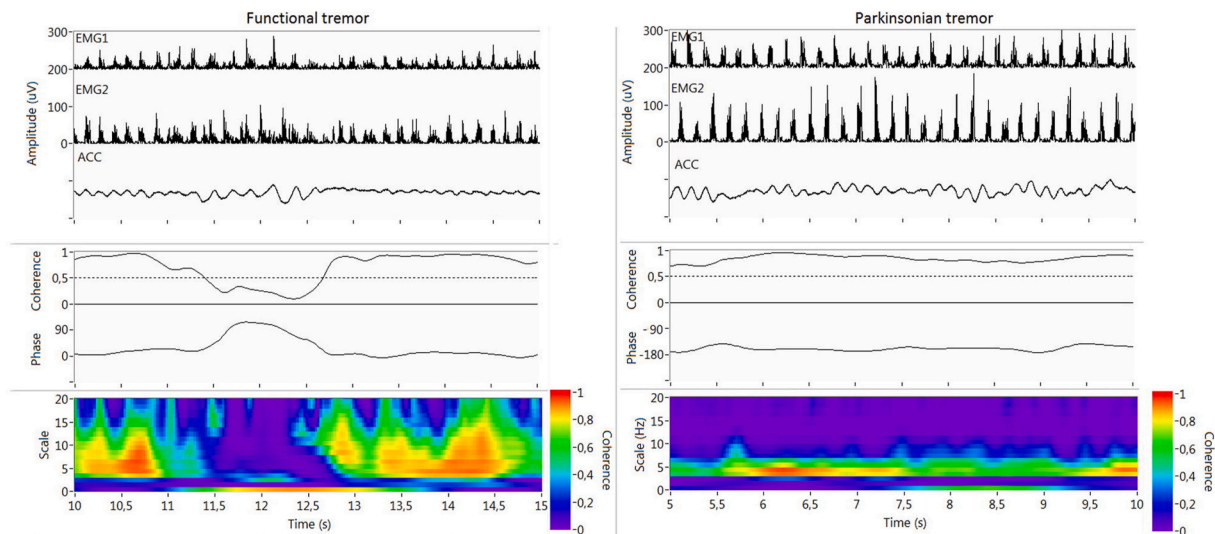 Functional tremor
300
EMG1
200
EMG2
100
0
ACC
Amplitude (uV)
1
0,5
0
Coherence
90
0
Phase
20
15
10
5
0
Scale
10 10,5 11 11,5 12 12,5 13 13,5 14 14,5 15
Time (s)
1
0,8
0,6
0,4
0,2
0
Coherence
Parkinsonian tremor
300
EMG1
200
EMG2
100
0
ACC
Amplitude (uV)
1
0,5
0
Coherence
-90
-180
Phase
20
15
10
5
0
Scale (Hz)
5 5,5 6 6,5 7 7,5 8 8,5 9 9,5 10
Time (s)
1
0,8
0,6
0,4
0,2
0
Coherence